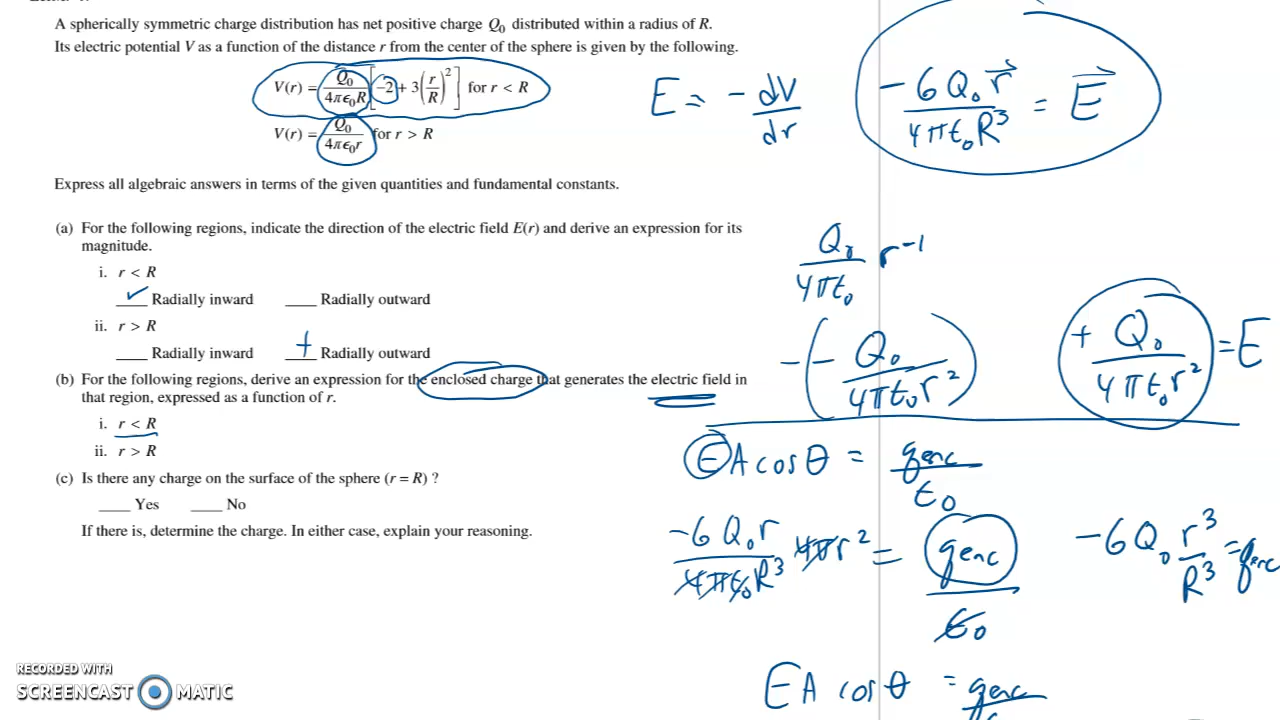 A spherically symmetric charge distribution has net positive charge Q₀ distributed within a radius of R.
Its electric potential V as a function of the distance r from the center of the sphere is given by the following.
V(r) = Q₀/4πϵ₀R [−2 + 3(r/R)²] for r < R
V(r) = Q₀/4πϵ₀r for r > R
E = - dV/dr
-6Q₀r⃗/4πϵ₀R³ = E⃗
Express all algebraic answers in terms of the given quantities and fundamental constants.
(a) For the following regions, indicate the direction of the electric field E(r) and derive an expression for its
magnitude.
i. r < R
✓ Radially inward ____ Radially outward
ii. r > R
____ Radially inward + Radially outward
(b) For the following regions, derive an expression for the enclosed charge that generates the electric field in
that region, expressed as a function of r.
i. r < R
ii. r > R
(c) Is there any charge on the surface of the sphere (r = R) ?
____ Yes ____ No
If there is, determine the charge. In either case, explain your reasoning.
Q₀/4πϵ₀ r⁻¹
-(- Q₀/4πϵ₀r²)
+ Q₀/4πϵ₀r² = E
EA cosθ = qenc/ϵ₀
-6Q₀r/4πϵ₀R³ 4πr² = qenc/ϵ₀
-6Q₀ r³/R³ = qenc
EA cosθ = qenc
RECORDED WITH
SCREENCAST MATIC